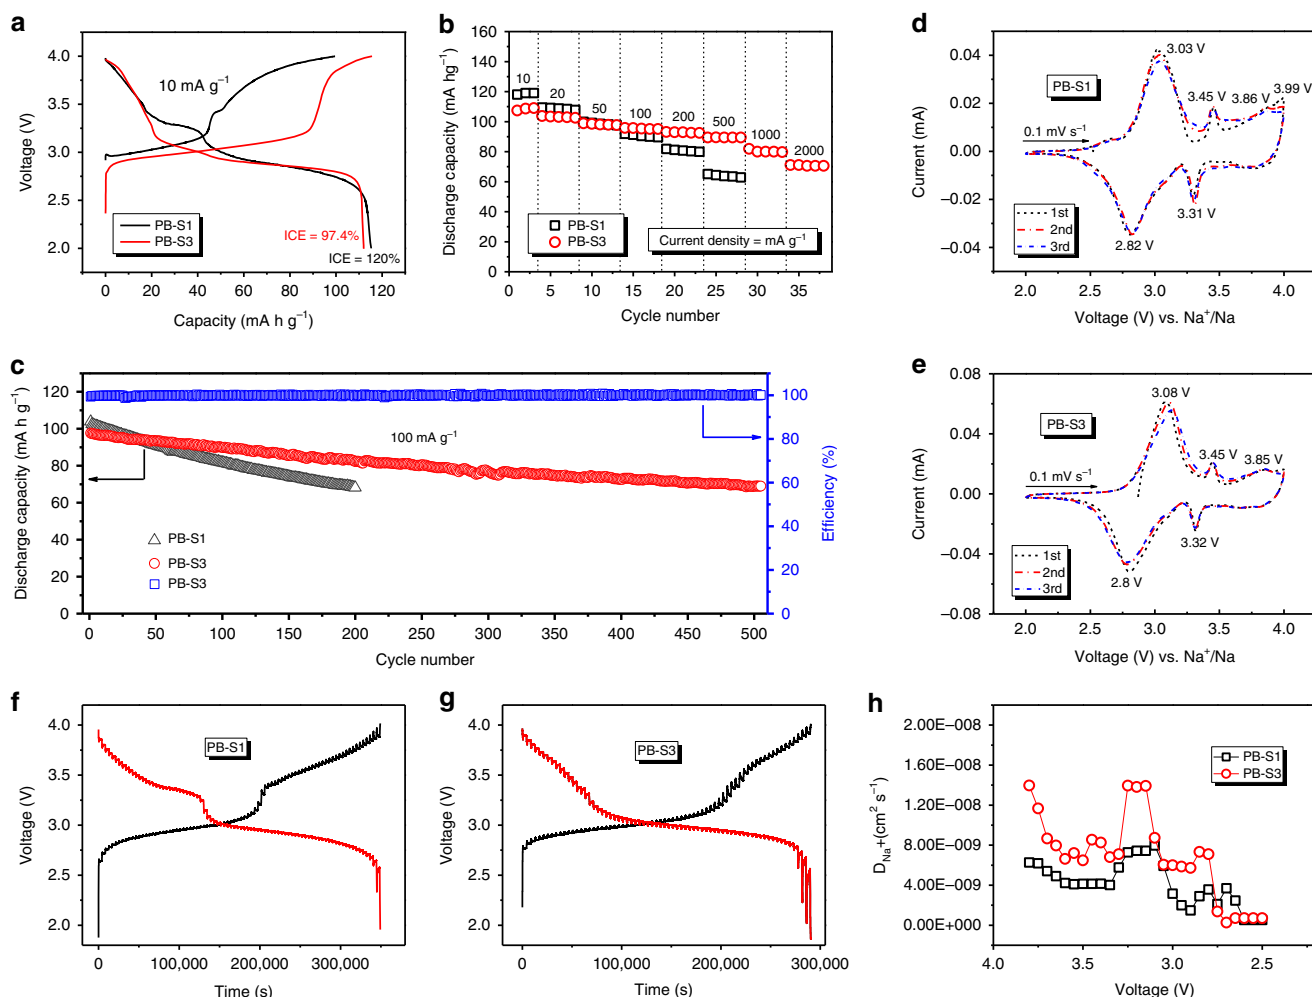 a
4.0
3.5
3.0
2.5
2.0
Voltage (V)
10 mA g⁻¹
PB-S1
PB-S3
ICE = 97.4%
ICE = 120%
0 20 40 60 80 100 120
Capacity (mA h g⁻¹)
b
160
140
120
100
80
60
40
20
0
Discharge capacity (mA hg⁻¹)
10
20
50
100
200
500
1000
2000
PB-S1
PB-S3
Current density = mA g⁻¹
0 5 10 15 20 25 30 35
Cycle number
d
0.04
0.02
0.00
–0.02
–0.04
Current (mA)
PB-S1
3.03 V
3.45 V
3.86 V
3.99 V
0.1 mV s⁻¹
3.31 V
2.82 V
1st
2nd
3rd
2.0 2.5 3.0 3.5 4.0
Voltage (V) vs. Na⁺/Na
c
120
100
80
60
40
20
0
Discharge capacity (mA h g⁻¹)
100 mA g⁻¹
PB-S1
PB-S3
PB-S3
100
80
60
40
20
0
Efficiency (%)
0 50 100 150 200 250 300 350 400 450 500
Cycle number
e
0.08
0.04
0.00
–0.04
–0.08
Current (mA)
PB-S3
3.08 V
3.45 V
3.85 V
0.1 mV s⁻¹
3.32 V
2.8 V
1st
2nd
3rd
2.0 2.5 3.0 3.5 4.0
Voltage (V) vs. Na⁺/Na
f
4.0
3.5
3.0
2.5
2.0
Voltage (V)
PB-S1
0 100,000 200,000 300,000
Time (s)
g
4.0
3.5
3.0
2.5
2.0
Voltage (V)
PB-S3
0 100,000 200,000 300,000
Time (s)
h
2.00E–008
1.60E–008
1.20E–008
8.00E–009
4.00E–009
0.00E+000
D_Na+(cm² s⁻¹)
PB-S1
PB-S3
4.0 3.5 3.0 2.5
Voltage (V)